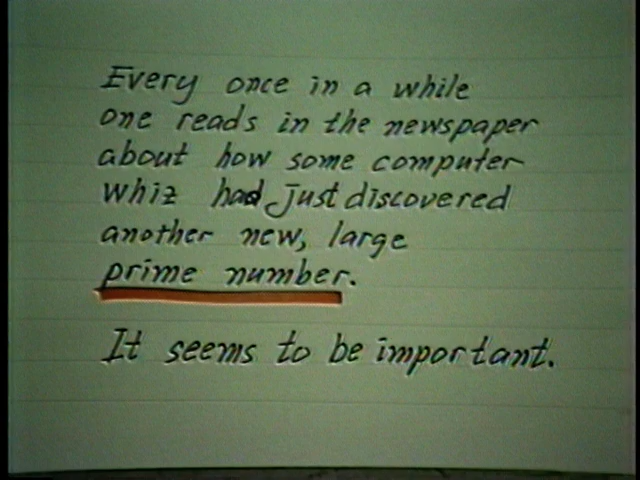 Every once in a while
one reads in the newspaper
about how some computer
whiz had just discovered
another new, large
prime number.
It seems to be important.